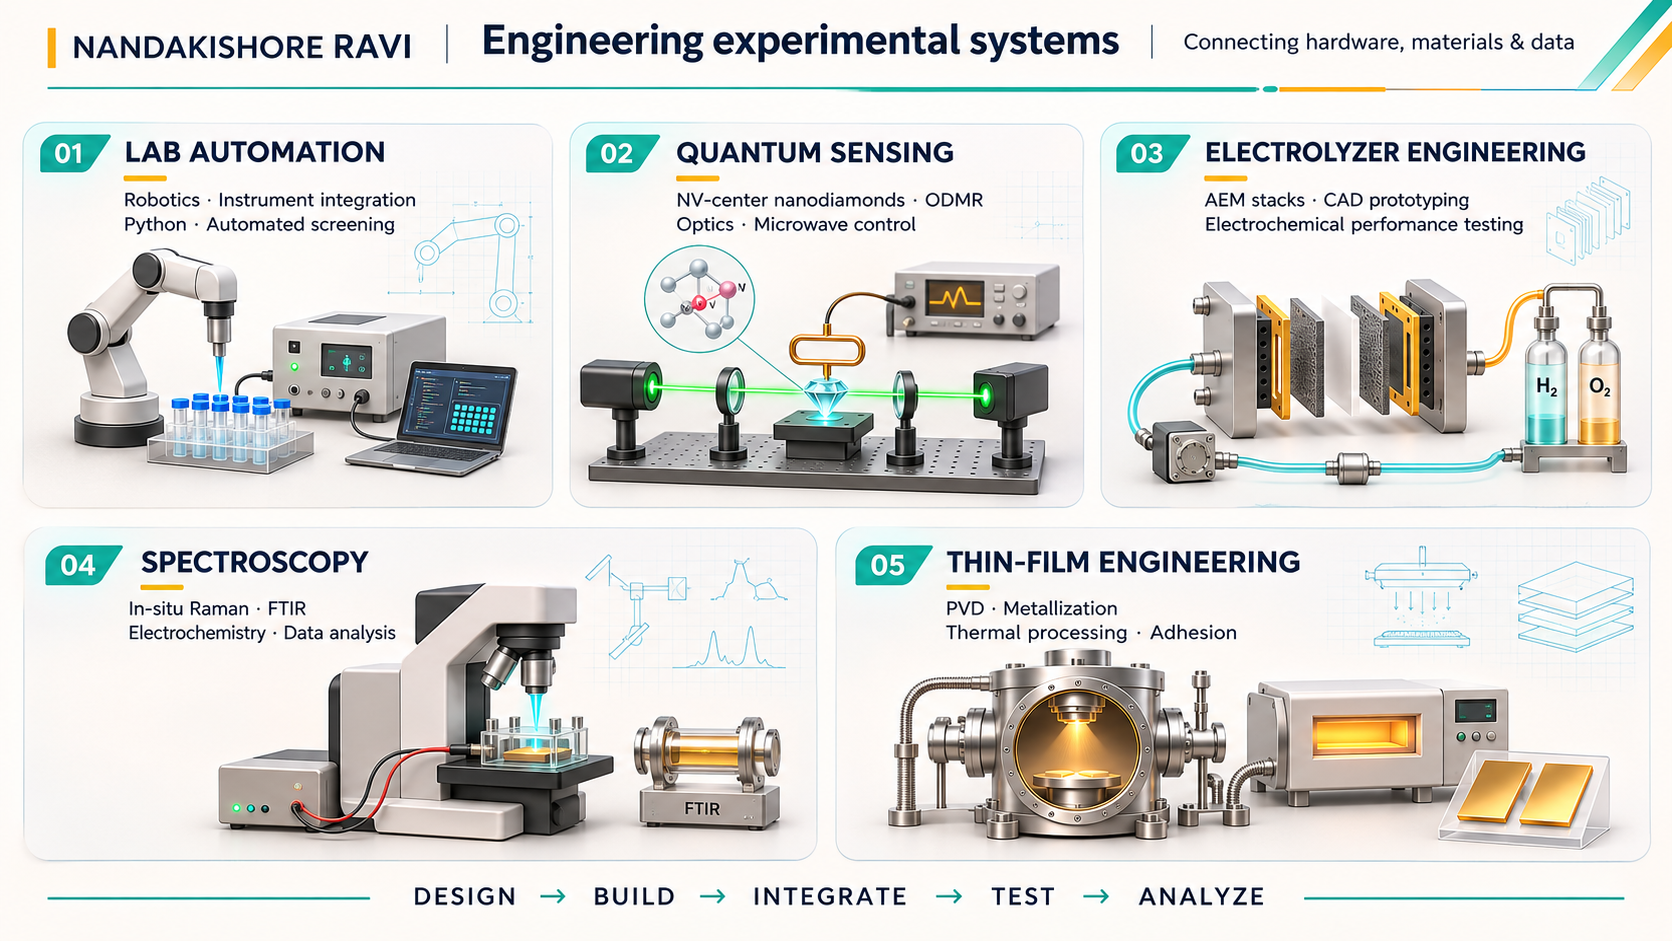 NANDAKISHORE RAVI
Engineering experimental systems
Connecting hardware, materials & data
01
LAB AUTOMATION
Robotics · Instrument integration
Python · Automated screening
02
QUANTUM SENSING
NV-center nanodiamonds · ODMR
Optics · Microwave control
N
V
03
ELECTROLYZER ENGINEERING
AEM stacks · CAD prototyping
Electrochemical performance testing
H₂
O₂
04
SPECTROSCOPY
In-situ Raman · FTIR
Electrochemistry · Data analysis
FTIR
05
THIN-FILM ENGINEERING
PVD · Metallization
Thermal processing · Adhesion
DESIGN → BUILD → INTEGRATE → TEST → ANALYZE